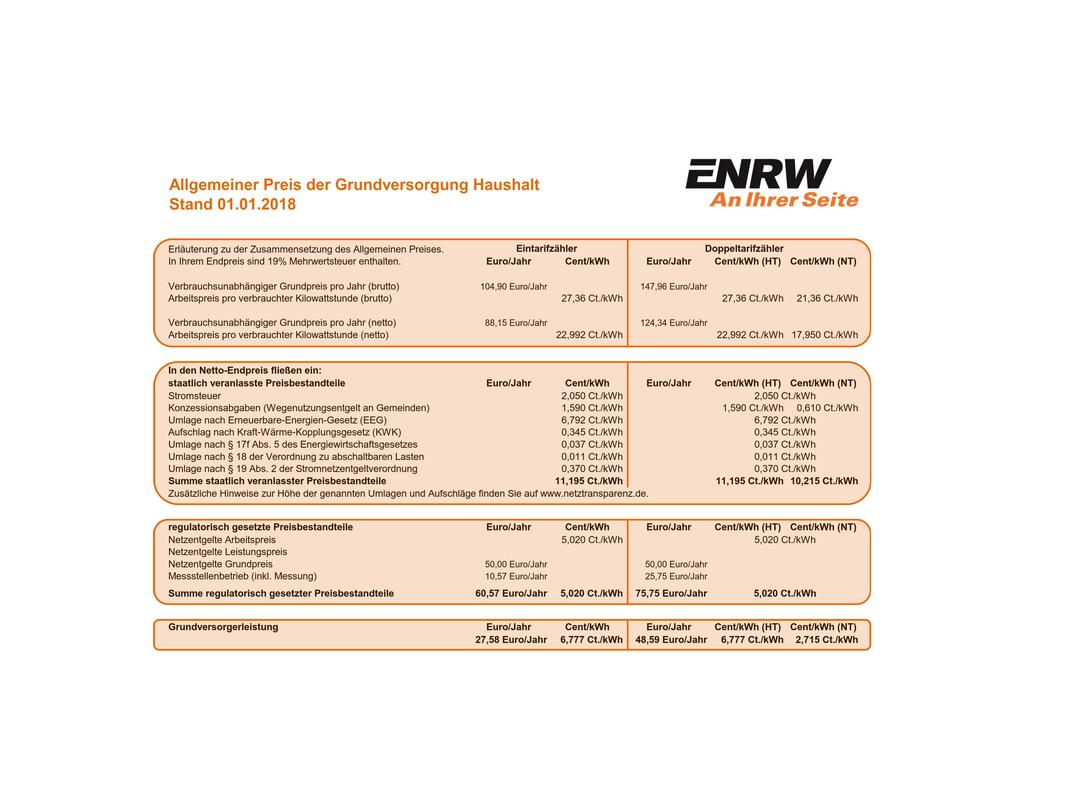 ENRW
An Ihrer Seite
Allgemeiner Preis der Grundversorgung Haushalt
Stand 01.01.2018
Erläuterung zu der Zusammensetzung des Allgemeinen Preises. Eintarifzähler Doppeltarifzähler
In Ihrem Endpreis sind 19% Mehrwertsteuer enthalten. Euro/Jahr Cent/kWh Euro/Jahr Cent/kWh (HT) Cent/kWh (NT)
Verbrauchsunabhängiger Grundpreis pro Jahr (brutto) 104,90 Euro/Jahr 147,96 Euro/Jahr
Arbeitspreis pro verbrauchter Kilowattstunde (brutto) 27,36 Ct./kWh 27,36 Ct./kWh 21,36 Ct./kWh
Verbrauchsunabhängiger Grundpreis pro Jahr (netto) 88,15 Euro/Jahr 124,34 Euro/Jahr
Arbeitspreis pro verbrauchter Kilowattstunde (netto) 22,992 Ct./kWh 22,992 Ct./kWh 17,950 Ct./kWh
In den Netto-Endpreis fließen ein:
staatlich veranlasste Preisbestandteile Euro/Jahr Cent/kWh Euro/Jahr Cent/kWh (HT) Cent/kWh (NT)
Stromsteuer 2,050 Ct./kWh 2,050 Ct./kWh
Konzessionsabgaben (Wegenutzungsentgelt an Gemeinden) 1,590 Ct./kWh 1,590 Ct./kWh 0,610 Ct./kWh
Umlage nach Erneuerbare-Energien-Gesetz (EEG) 6,792 Ct./kWh 6,792 Ct./kWh
Aufschlag nach Kraft-Wärme-Kopplungsgesetz (KWK) 0,345 Ct./kWh 0,345 Ct./kWh
Umlage nach § 17f Abs. 5 des Energiewirtschaftsgesetzes 0,037 Ct./kWh 0,037 Ct./kWh
Umlage nach § 18 der Verordnung zu abschaltbaren Lasten 0,011 Ct./kWh 0,011 Ct./kWh
Umlage nach § 19 Abs. 2 der Stromnetzentgeltverordnung 0,370 Ct./kWh 0,370 Ct./kWh
Summe staatlich veranlasster Preisbestandteile 11,195 Ct./kWh 11,195 Ct./kWh 10,215 Ct./kWh
Zusätzliche Hinweise zur Höhe der genannten Umlagen und Aufschläge finden Sie auf www.netztransparenz.de.
regulatorisch gesetzte Preisbestandteile Euro/Jahr Cent/kWh Euro/Jahr Cent/kWh (HT) Cent/kWh (NT)
Netzentgelte Arbeitspreis 5,020 Ct./kWh 5,020 Ct./kWh
Netzentgelte Leistungspreis
Netzentgelte Grundpreis 50,00 Euro/Jahr 50,00 Euro/Jahr
Messstellenbetrieb (inkl. Messung) 10,57 Euro/Jahr 25,75 Euro/Jahr
Summe regulatorisch gesetzter Preisbestandteile 60,57 Euro/Jahr 5,020 Ct./kWh 75,75 Euro/Jahr 5,020 Ct./kWh
Grundversorgerleistung Euro/Jahr Cent/kWh Euro/Jahr Cent/kWh (HT) Cent/kWh (NT)
27,58 Euro/Jahr 6,777 Ct./kWh 48,59 Euro/Jahr 6,777 Ct./kWh 2,715 Ct./kWh